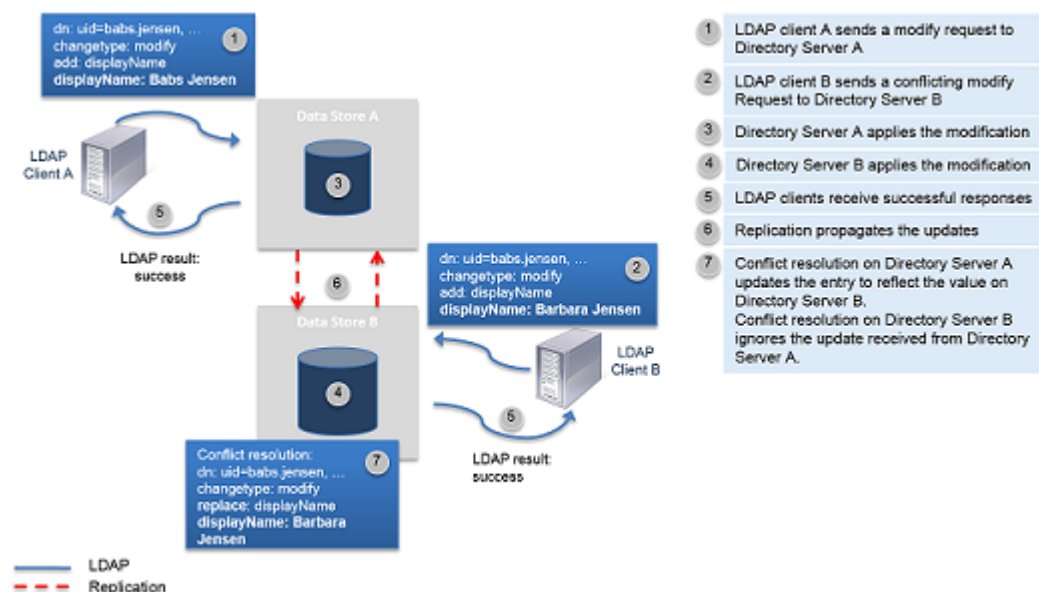 dn: uid=babs.jensen, ...
changetype: modify
add: displayName
displayName: Babs Jensen
1
LDAP
Client A
Data Store A
3
5
LDAP result:
success
6
dn: uid=babs.jensen, ...
changetype: modify
add: displayName
displayName: Barbara Jensen
2
Data Store B
4
LDAP
Client B
5
LDAP result:
success
Conflict resolution:
dn: uid=babs.jensen, ...
changetype: modify
replace: displayName
displayName: Barbara
Jensen
7
LDAP
Replication
1
LDAP client A sends a modify request to
Directory Server A
2
LDAP client B sends a conflicting modify
Request to Directory Server B
3
Directory Server A applies the modification
4
Directory Server B applies the modification
5
LDAP clients receive successful responses
6
Replication propagates the updates
7
Conflict resolution on Directory Server A
updates the entry to reflect the value on
Directory Server B.
Conflict resolution on Directory Server B
ignores the update received from Directory
Server A.